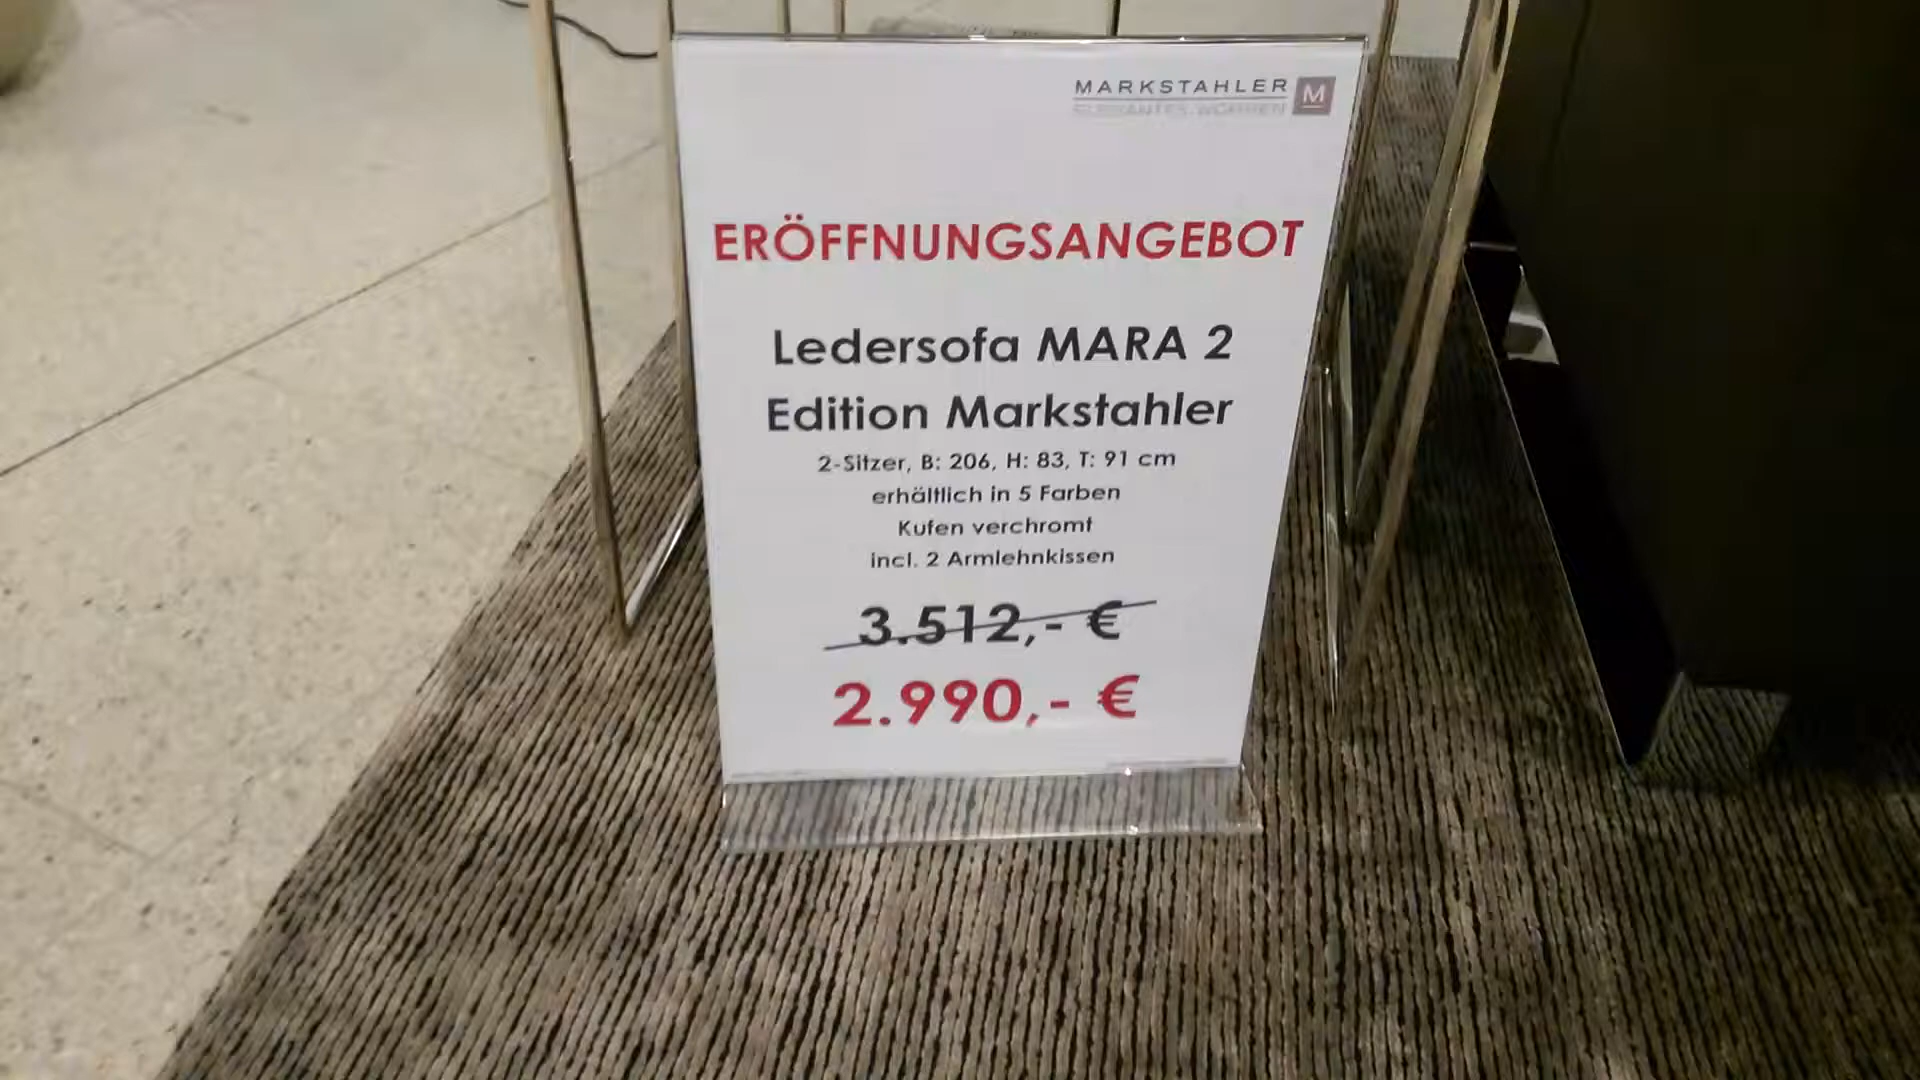 MARKSTAHLER M
ERÖFFNUNGSANGEBOT
Ledersofa MARA 2
Edition Markstahler
2-Sitzer, B: 206, H: 83, T: 91 cm
erhältlich in 5 Farben
Kufen verchromt
incl. 2 Armlehnkissen
3.512,- €
2.990,- €